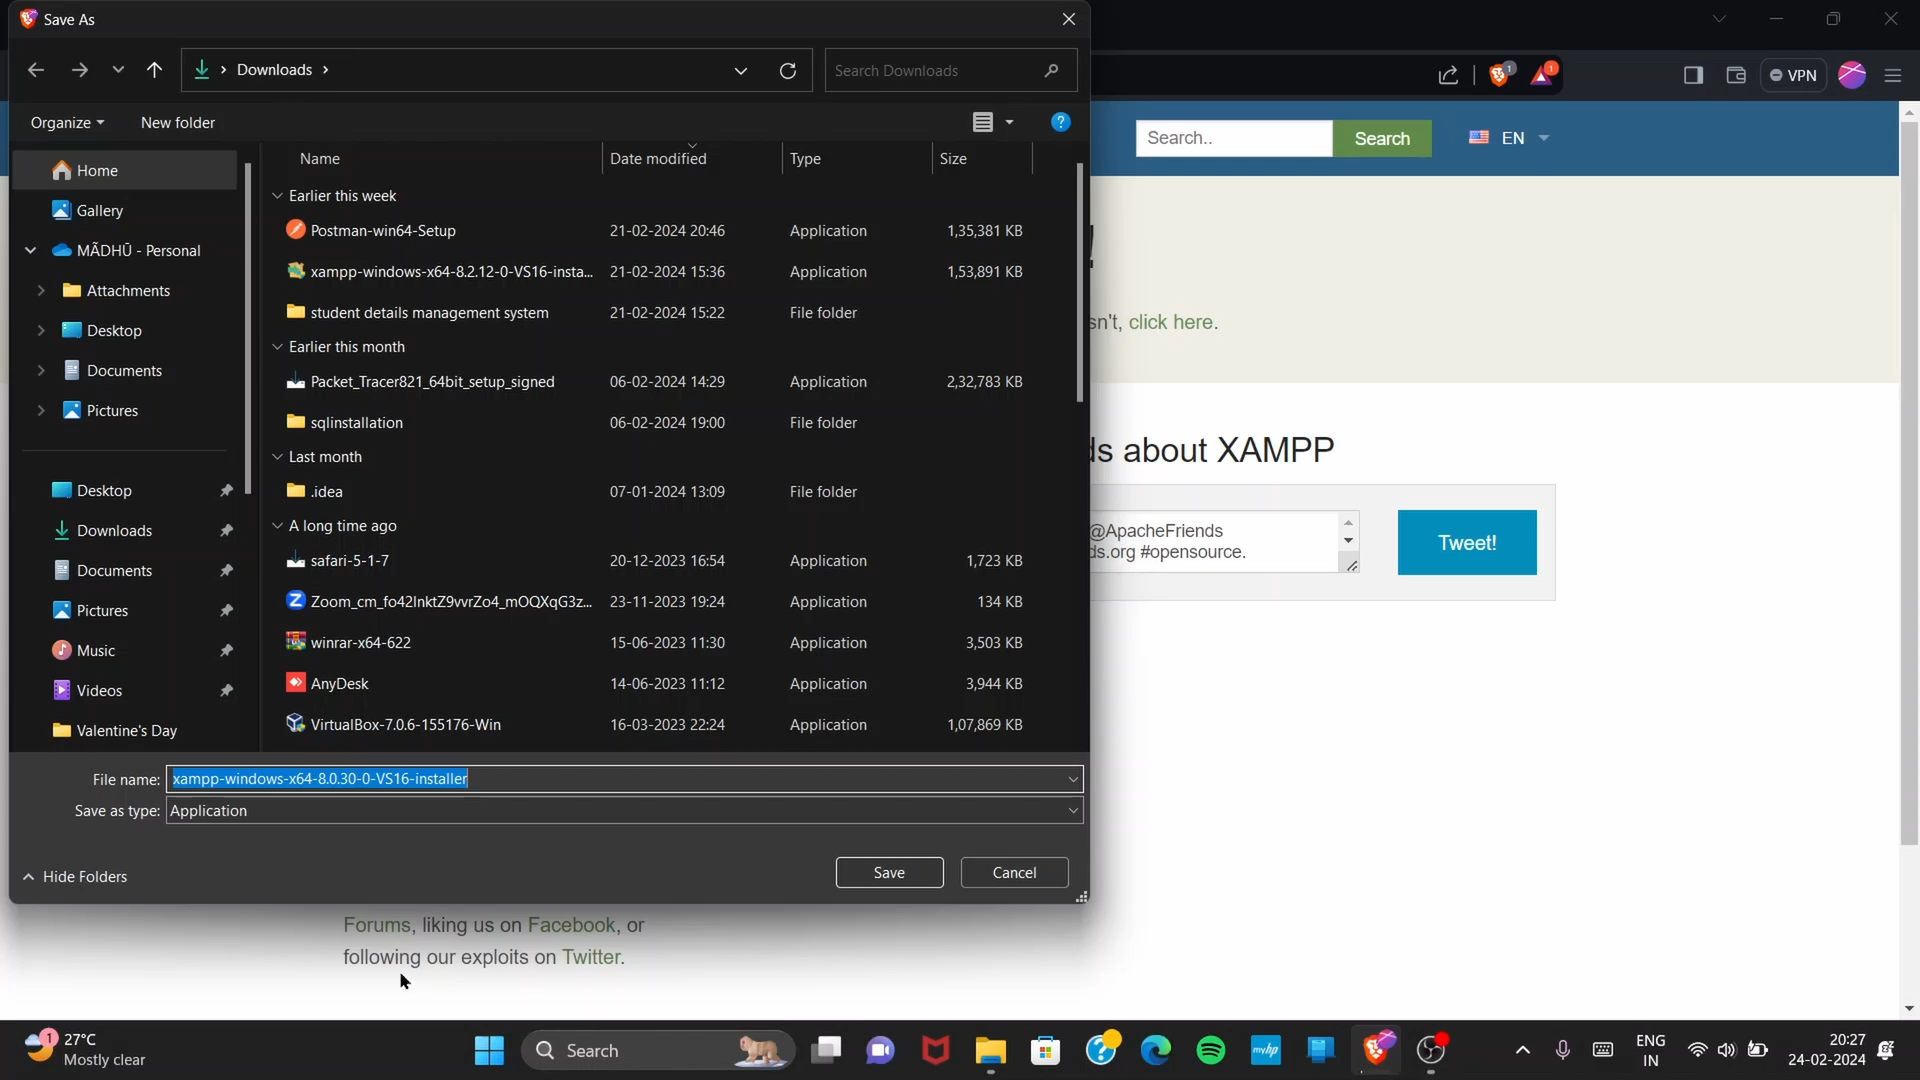 Save As
Downloads
Search Downloads
1
1
VPN
Organize
New folder
?
Search..
Search
EN
Name
Date modified
Type
Size
Home
Gallery
MÃDHŪ - Personal
Attachments
Desktop
Documents
Pictures
Desktop
Downloads
Documents
Pictures
Music
Videos
Valentine's Day
Earlier this week
Postman-win64-Setup 21-02-2024 20:46 Application 1,35,381 KB
xampp-windows-x64-8.2.12-0-VS16-insta... 21-02-2024 15:36 Application 1,53,891 KB
student details management system 21-02-2024 15:22 File folder
Earlier this month
Packet_Tracer821_64bit_setup_signed 06-02-2024 14:29 Application 2,32,783 KB
sqlinstallation 06-02-2024 19:00 File folder
Last month
.idea 07-01-2024 13:09 File folder
A long time ago
safari-5-1-7 20-12-2023 16:54 Application 1,723 KB
Zoom_cm_fo42lnktZ9vvrZo4_mOQXqG3z... 23-11-2023 19:24 Application 134 KB
winrar-x64-622 15-06-2023 11:30 Application 3,503 KB
AnyDesk 14-06-2023 11:12 Application 3,944 KB
VirtualBox-7.0.6-155176-Win 16-03-2023 22:24 Application 1,07,869 KB
!
sn't, click here.
ds about XAMPP
@ApacheFriends
ds.org #opensource.
Tweet!
File name: xampp-windows-x64-8.0.30-0-VS16-installer
Save as type: Application
Hide Folders
Save
Cancel
Forums, liking us on Facebook, or
following our exploits on Twitter.
1
27°C
Mostly clear
Search
myhp
ENG
IN
20:27
24-02-2024